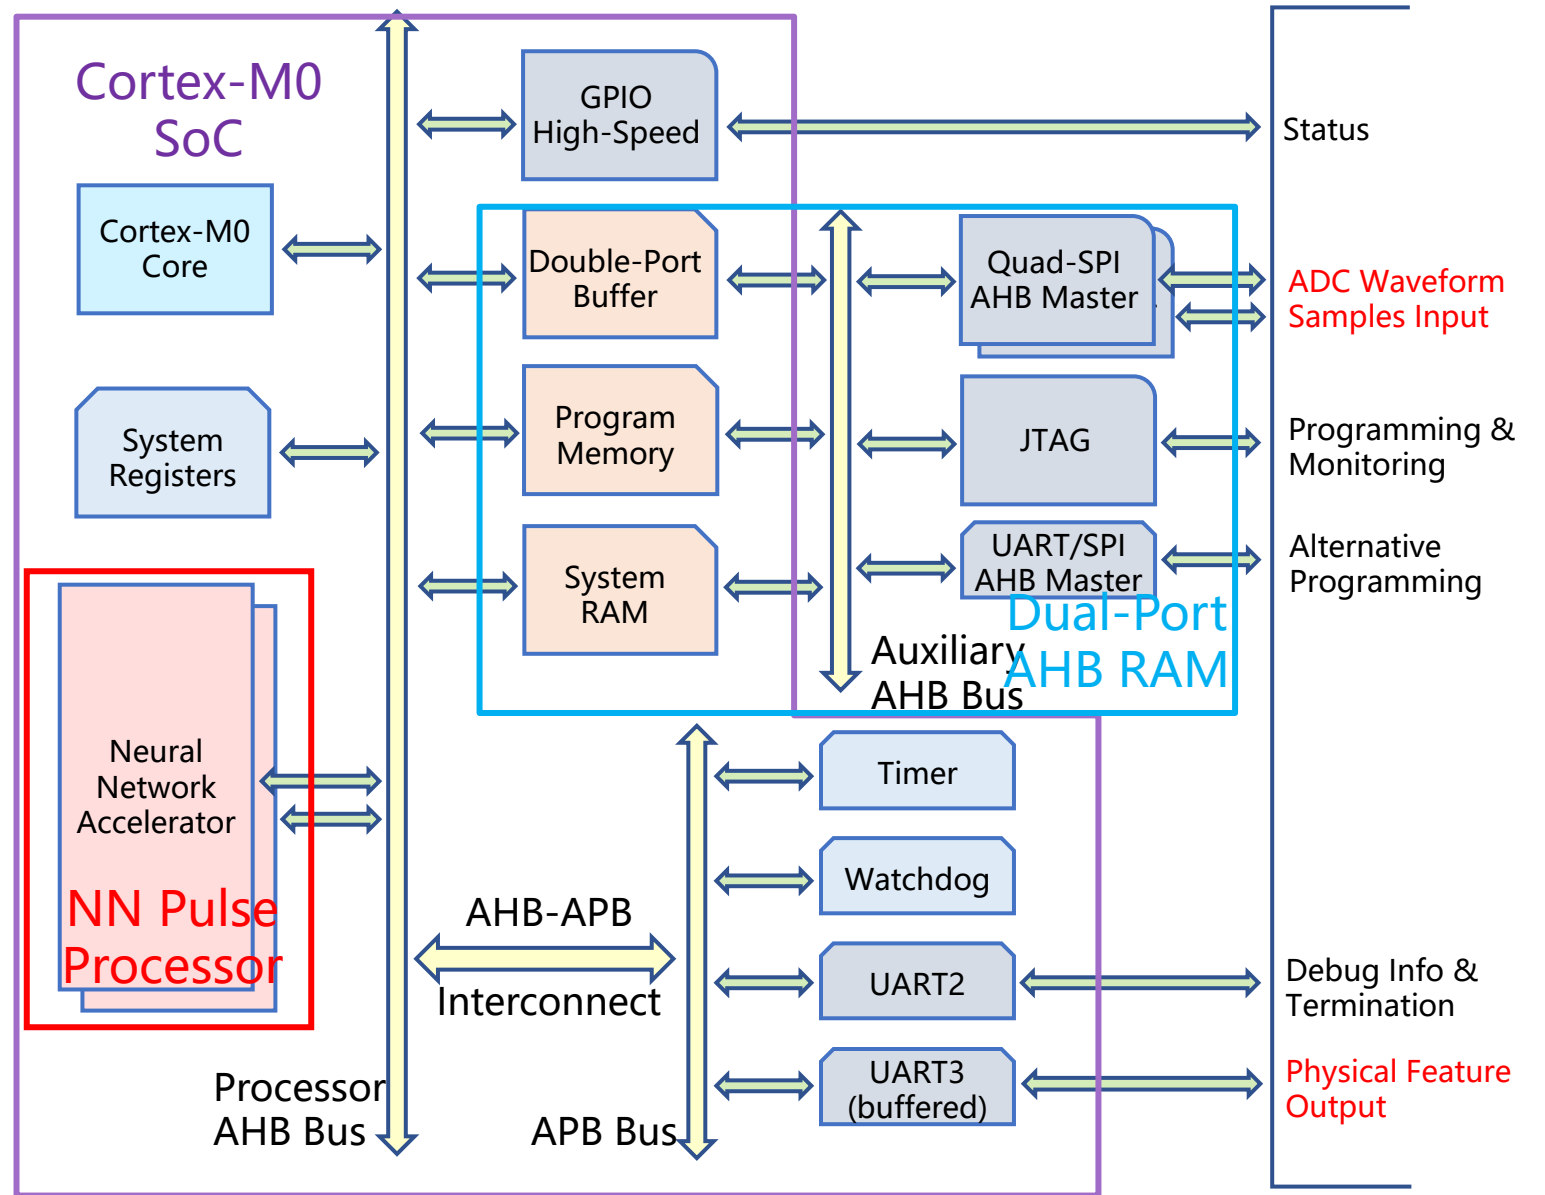 Cortex-M0
SoC
GPIO
High-Speed
Status
Cortex-M0
Core
Double-Port
Buffer
Quad-SPI
AHB Master
ADC Waveform
Samples Input
System
Registers
Program
Memory
JTAG
Programming &
Monitoring
System
RAM
UART/SPI
AHB Master
Alternative
Programming
Dual-Port
AHB RAM
Auxiliary
AHB Bus
Neural
Network
Accelerator
NN Pulse
Processor
Timer
Watchdog
AHB-APB
Interconnect
UART2
Debug Info &
Termination
UART3
(buffered)
Physical Feature
Output
Processor
AHB Bus
APB Bus